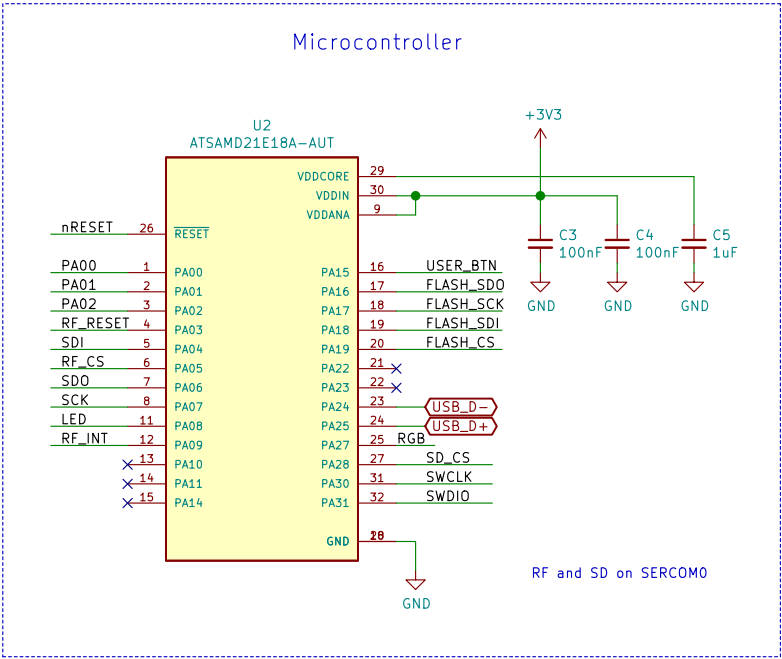 Microcontroller
+3V3
U2
ATSAMD21E18A-AUT
VDDCORE 29
VDDIN 30
VDDANA 9
nRESET 26 RESET
C3 100nF
C4 100nF
C5 1uF
GND GND GND
PA00 1 PA00 PA15 16 USER_BTN
PA01 2 PA01 PA16 17 FLASH_SDO
PA02 3 PA02 PA17 18 FLASH_SCK
RF_RESET 4 PA03 PA18 19 FLASH_SDI
SDI 5 PA04 PA19 20 FLASH_CS
RF_CS 6 PA05 PA22 21
SDO 7 PA06 PA23 22
SCK 8 PA07 PA24 23 USB_D-
LED 11 PA08 PA25 24 USB_D+
RF_INT 12 PA09 PA27 25 RGB
13 PA10 PA28 27 SD_CS
14 PA11 PA30 31 SWCLK
15 PA14 PA31 32 SWDIO
GND
GND
RF and SD on SERCOM0